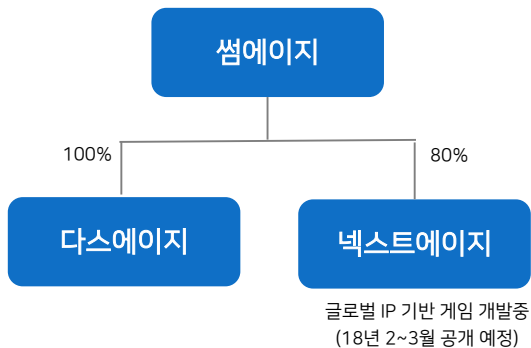 썸에이지
100%
80%
다스에이지
넥스트에이지
글로벌 IP 기반 게임 개발중
(18년 2~3월 공개 예정)